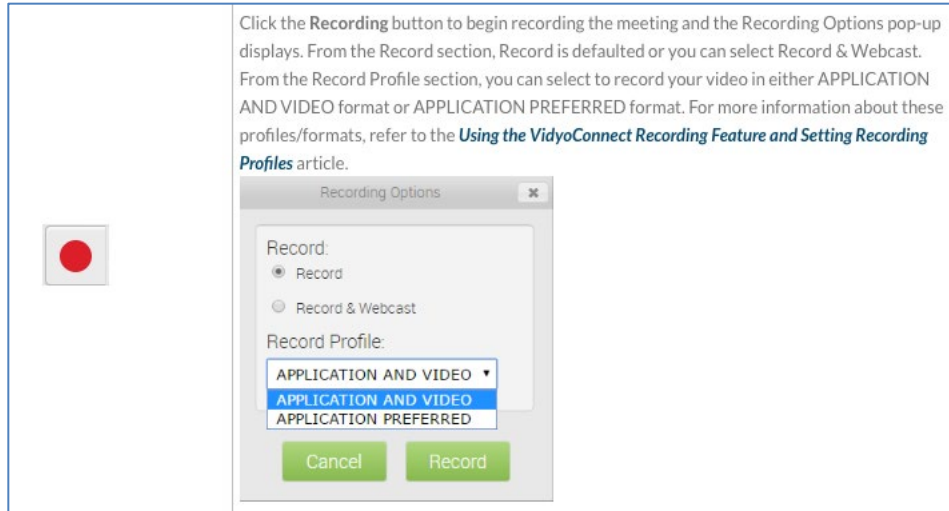 Click the Recording button to begin recording the meeting and the Recording Options pop-up
displays. From the Record section, Record is defaulted or you can select Record & Webcast.
From the Record Profile section, you can select to record your video in either APPLICATION
AND VIDEO format or APPLICATION PREFERRED format. For more information about these
profiles/formats, refer to the Using the VidyoConnect Recording Feature and Setting Recording
Profiles article.
Recording Options
Record:
Record
Record & Webcast
Record Profile:
APPLICATION AND VIDEO
APPLICATION AND VIDEO
APPLICATION PREFERRED
Cancel Record